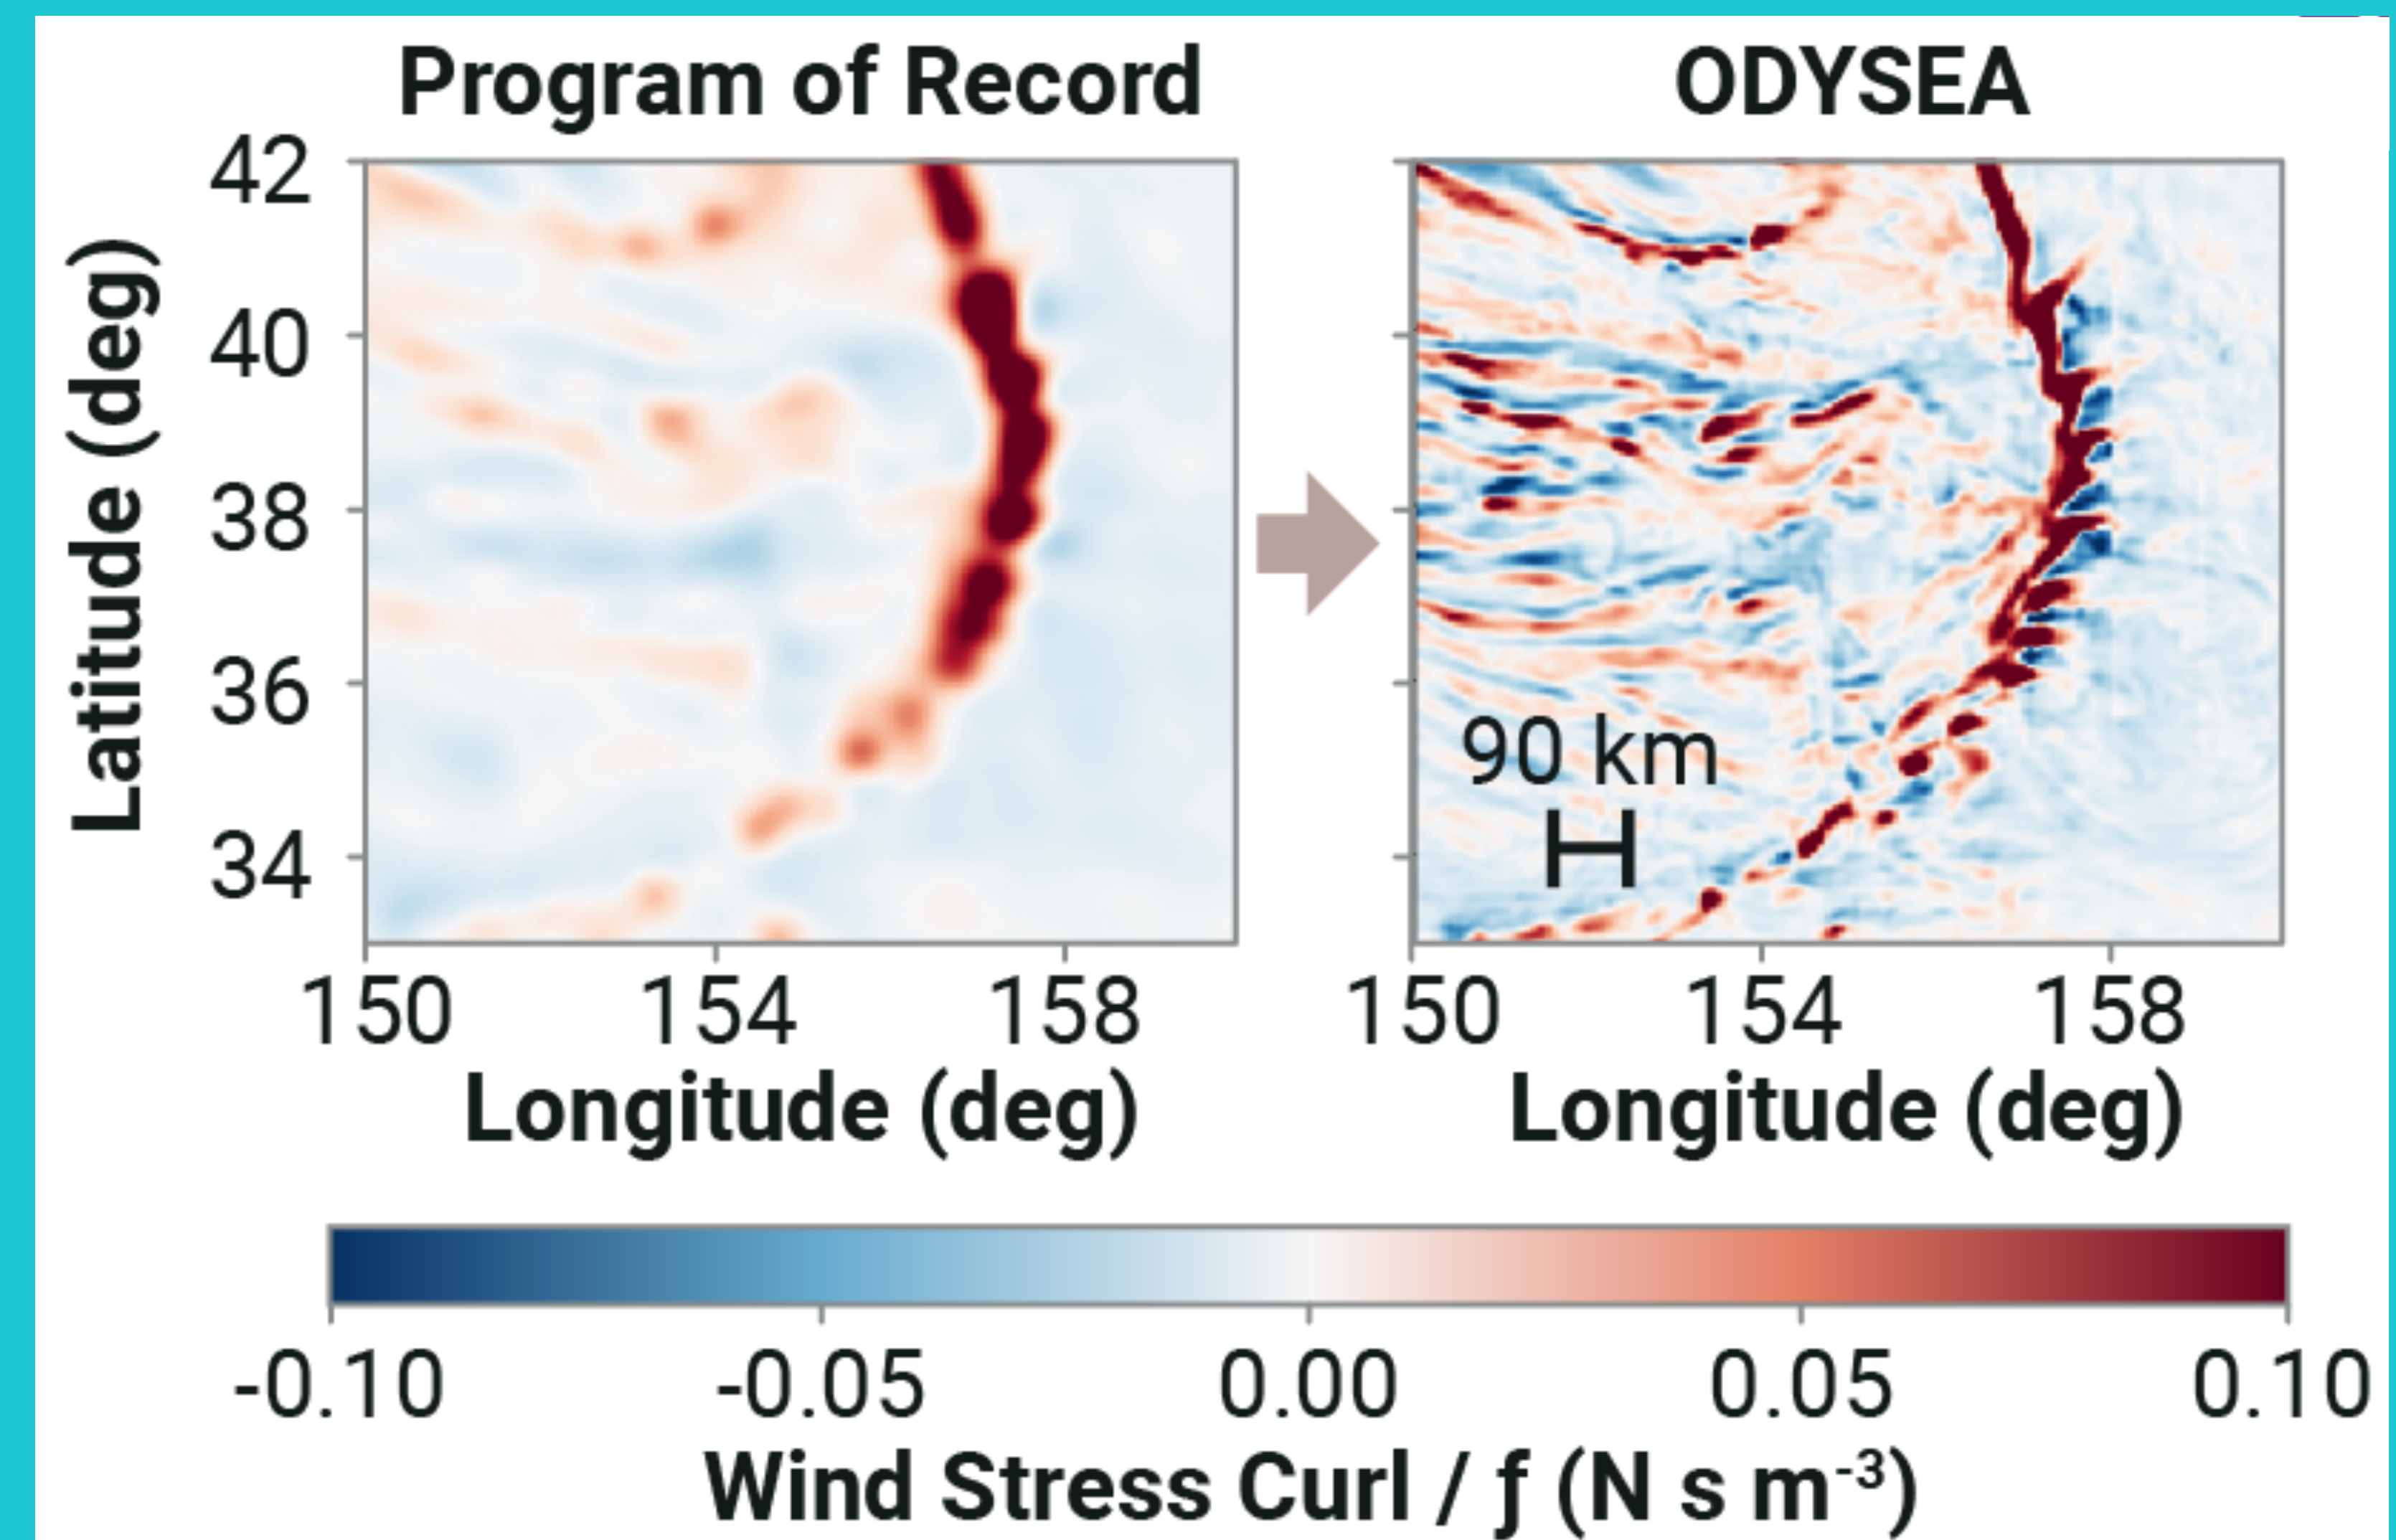 Program of Record
ODYSEA
Latitude (deg)
42
40
38
36
34
90 km
150
154
158
150
154
158
Longitude (deg)
Longitude (deg)
-0.10
-0.05
0.00
0.05
0.10
Wind Stress Curl / ƒ (N s m⁻³)